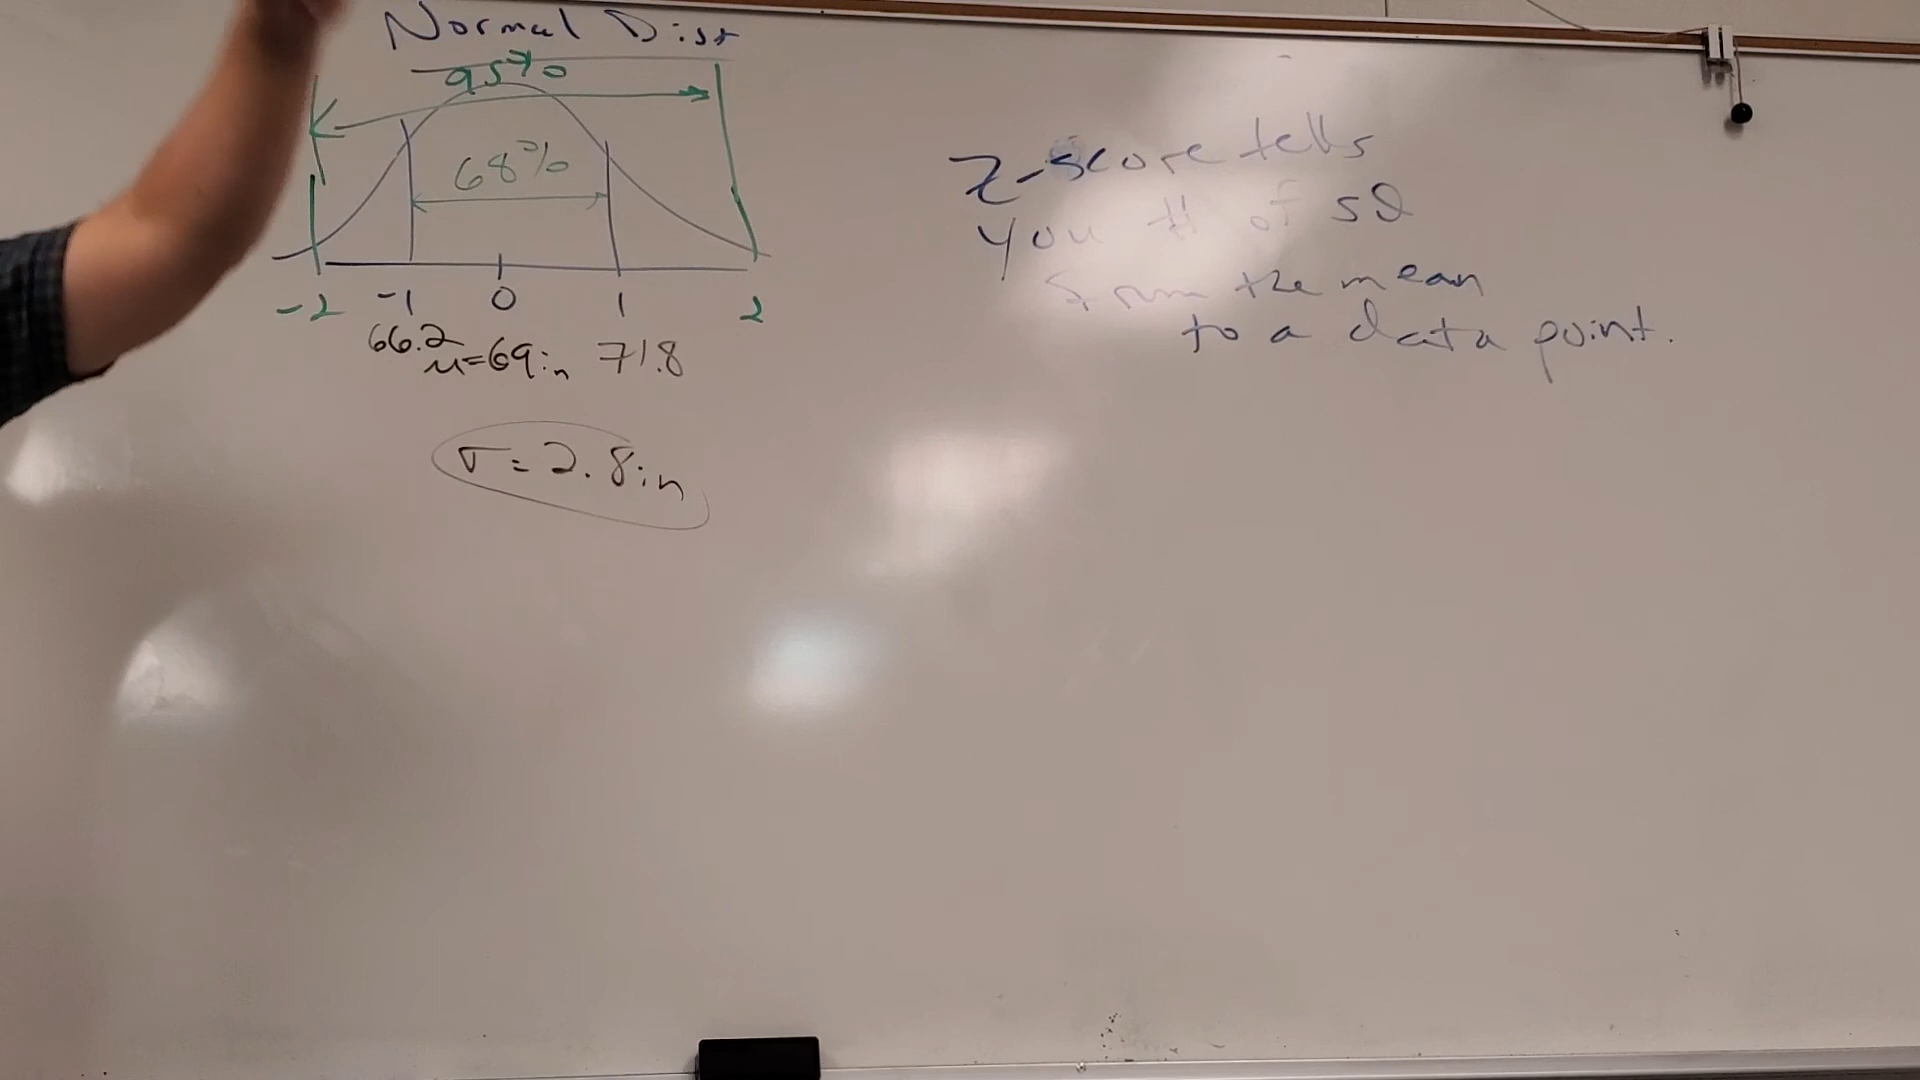 Normal Dist
95%
68%
-2 -1 0 1 2
66.2 μ=69in 71.8
σ=2.8in
Z-score tells
you # of sd
from the mean
to a data point.